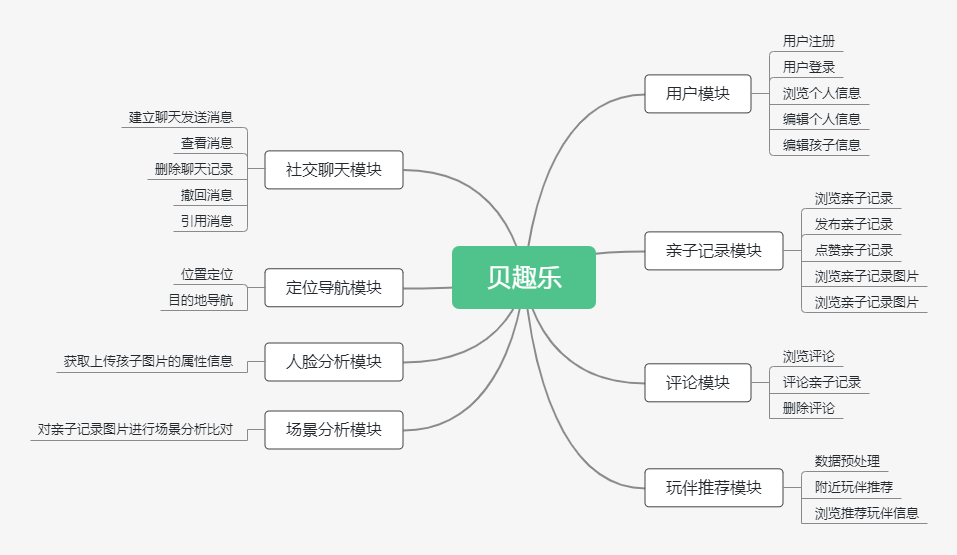 贝趣乐
用户模块
用户注册
用户登录
浏览个人信息
编辑个人信息
编辑孩子信息
亲子记录模块
浏览亲子记录
发布亲子记录
点赞亲子记录
浏览亲子记录图片
浏览亲子记录图片
评论模块
浏览评论
评论亲子记录
删除评论
玩伴推荐模块
数据预处理
附近玩伴推荐
浏览推荐玩伴信息
社交聊天模块
建立聊天发送消息
查看消息
删除聊天记录
撤回消息
引用消息
定位导航模块
位置定位
目的地导航
人脸分析模块
获取上传孩子图片的属性信息
场景分析模块
对亲子记录图片进行场景分析比对